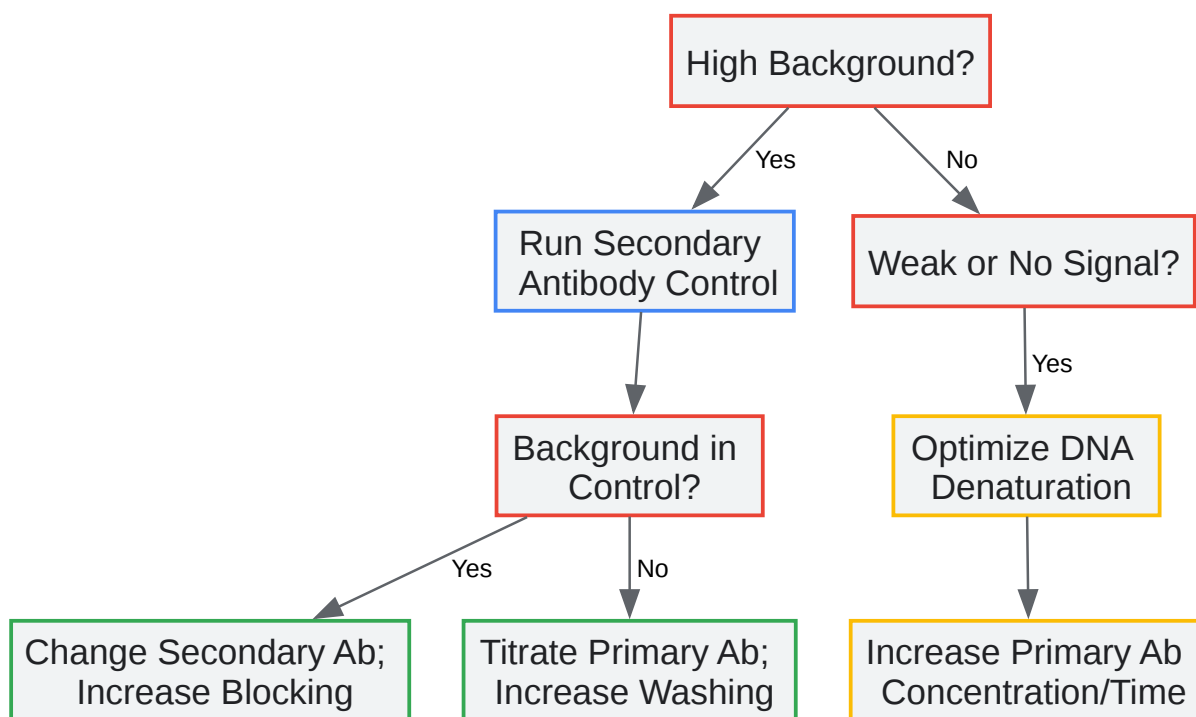 High Background?
Yes
No
Run Secondary
Antibody Control
Weak or No Signal?
Yes
Background in
Control?
Optimize DNA
Denaturation
Yes
No
Change Secondary Ab;
Increase Blocking
Titrate Primary Ab;
Increase Washing
Increase Primary Ab
Concentration/Time